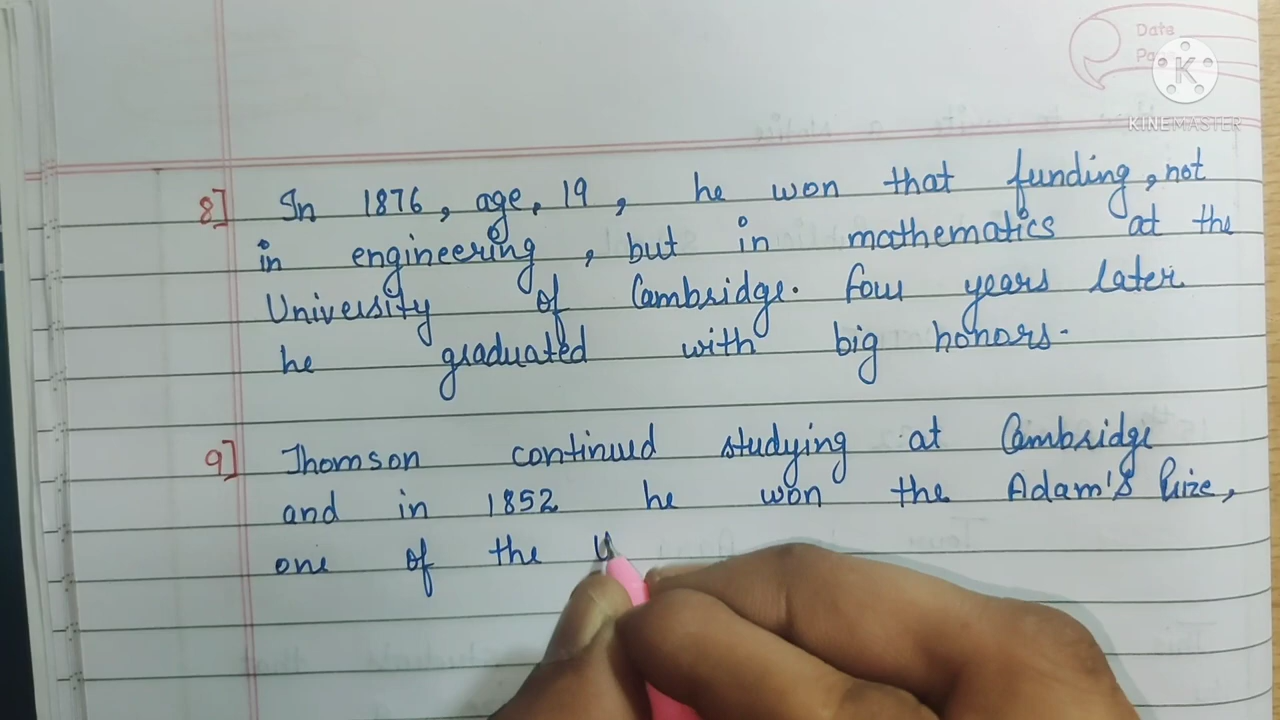 Date
KINEMASTER
8] In 1876, age, 19, he won that funding, not
in engineering, but in mathematics at the
University of Cambridge. Four years later
he graduated with big honors.
9] Thomson continued studying at Cambridge
and in 1852 he won the Adam's Prize,
one of the